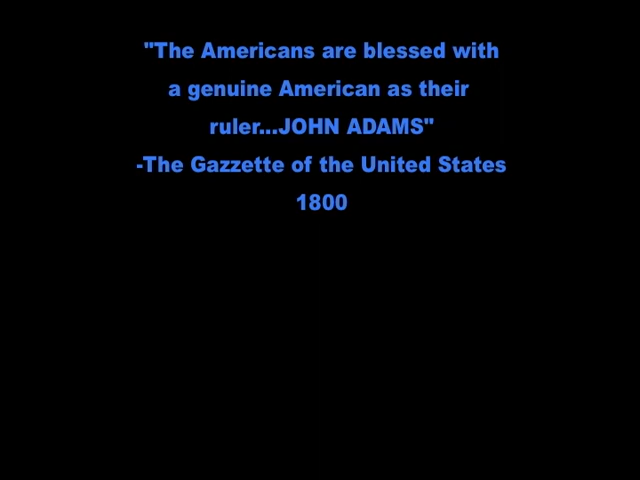 "The Americans are blessed with
a genuine American as their
ruler...JOHN ADAMS"
-The Gazzette of the United States
1800